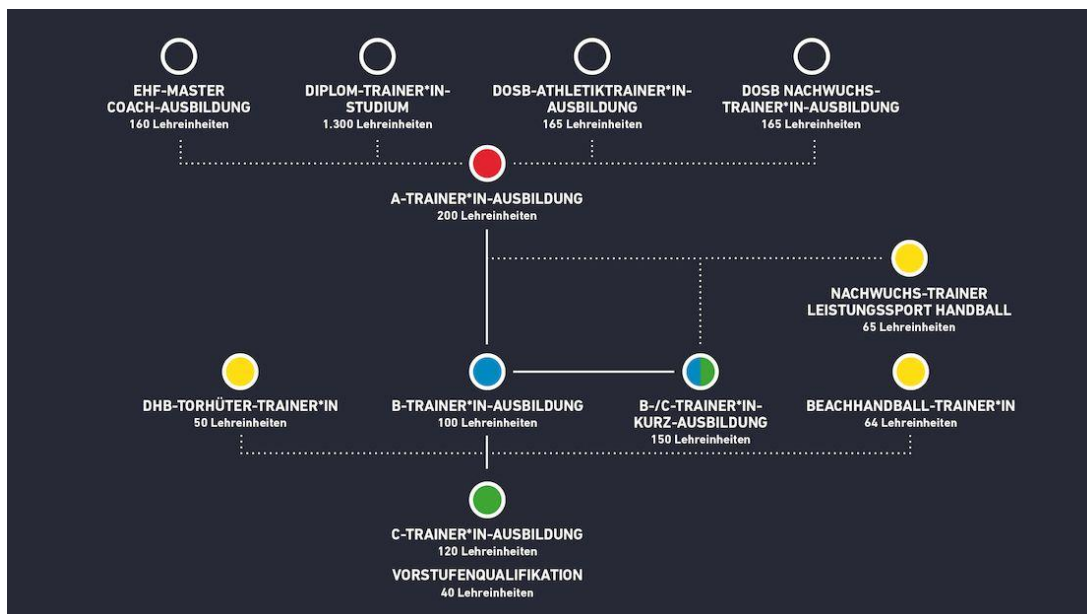 EHF-MASTER
COACH-AUSBILDUNG
160 Lehreinheiten
DIPLOM-TRAINER*IN-
STUDIUM
1.300 Lehreinheiten
DOSB-ATHLETIKTRAINER*IN-
AUSBILDUNG
165 Lehreinheiten
DOSB NACHWUCHS-
TRAINER*IN-AUSBILDUNG
165 Lehreinheiten
A-TRAINER*IN-AUSBILDUNG
200 Lehreinheiten
NACHWUCHS-TRAINER
LEISTUNGSSPORT HANDBALL
65 Lehreinheiten
DHB-TORHÜTER-TRAINER*IN
50 Lehreinheiten
B-TRAINER*IN-AUSBILDUNG
100 Lehreinheiten
B-/C-TRAINER*IN-
KURZ-AUSBILDUNG
150 Lehreinheiten
BEACHHANDBALL-TRAINER*IN
64 Lehreinheiten
C-TRAINER*IN-AUSBILDUNG
120 Lehreinheiten
VORSTUFENQUALIFIKATION
40 Lehreinheiten